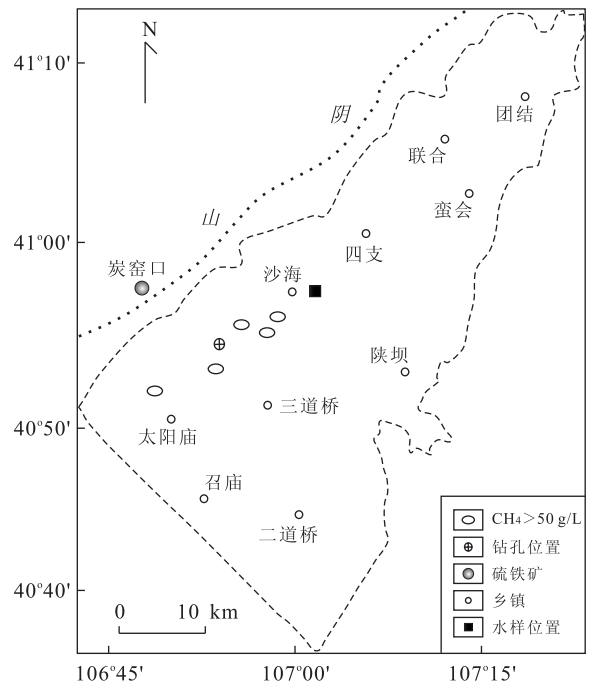 N
41°10'
阴
团结
联合
蛮会
山
41°00'
四支
炭窑口
沙海
陕坝
三道桥
40°50'
太阳庙
召庙
二道桥
CH₄＞50 g/L
钻孔位置
硫铁矿
乡镇
水样位置
40°40'
0 10 km
106°45' 107°00' 107°15'